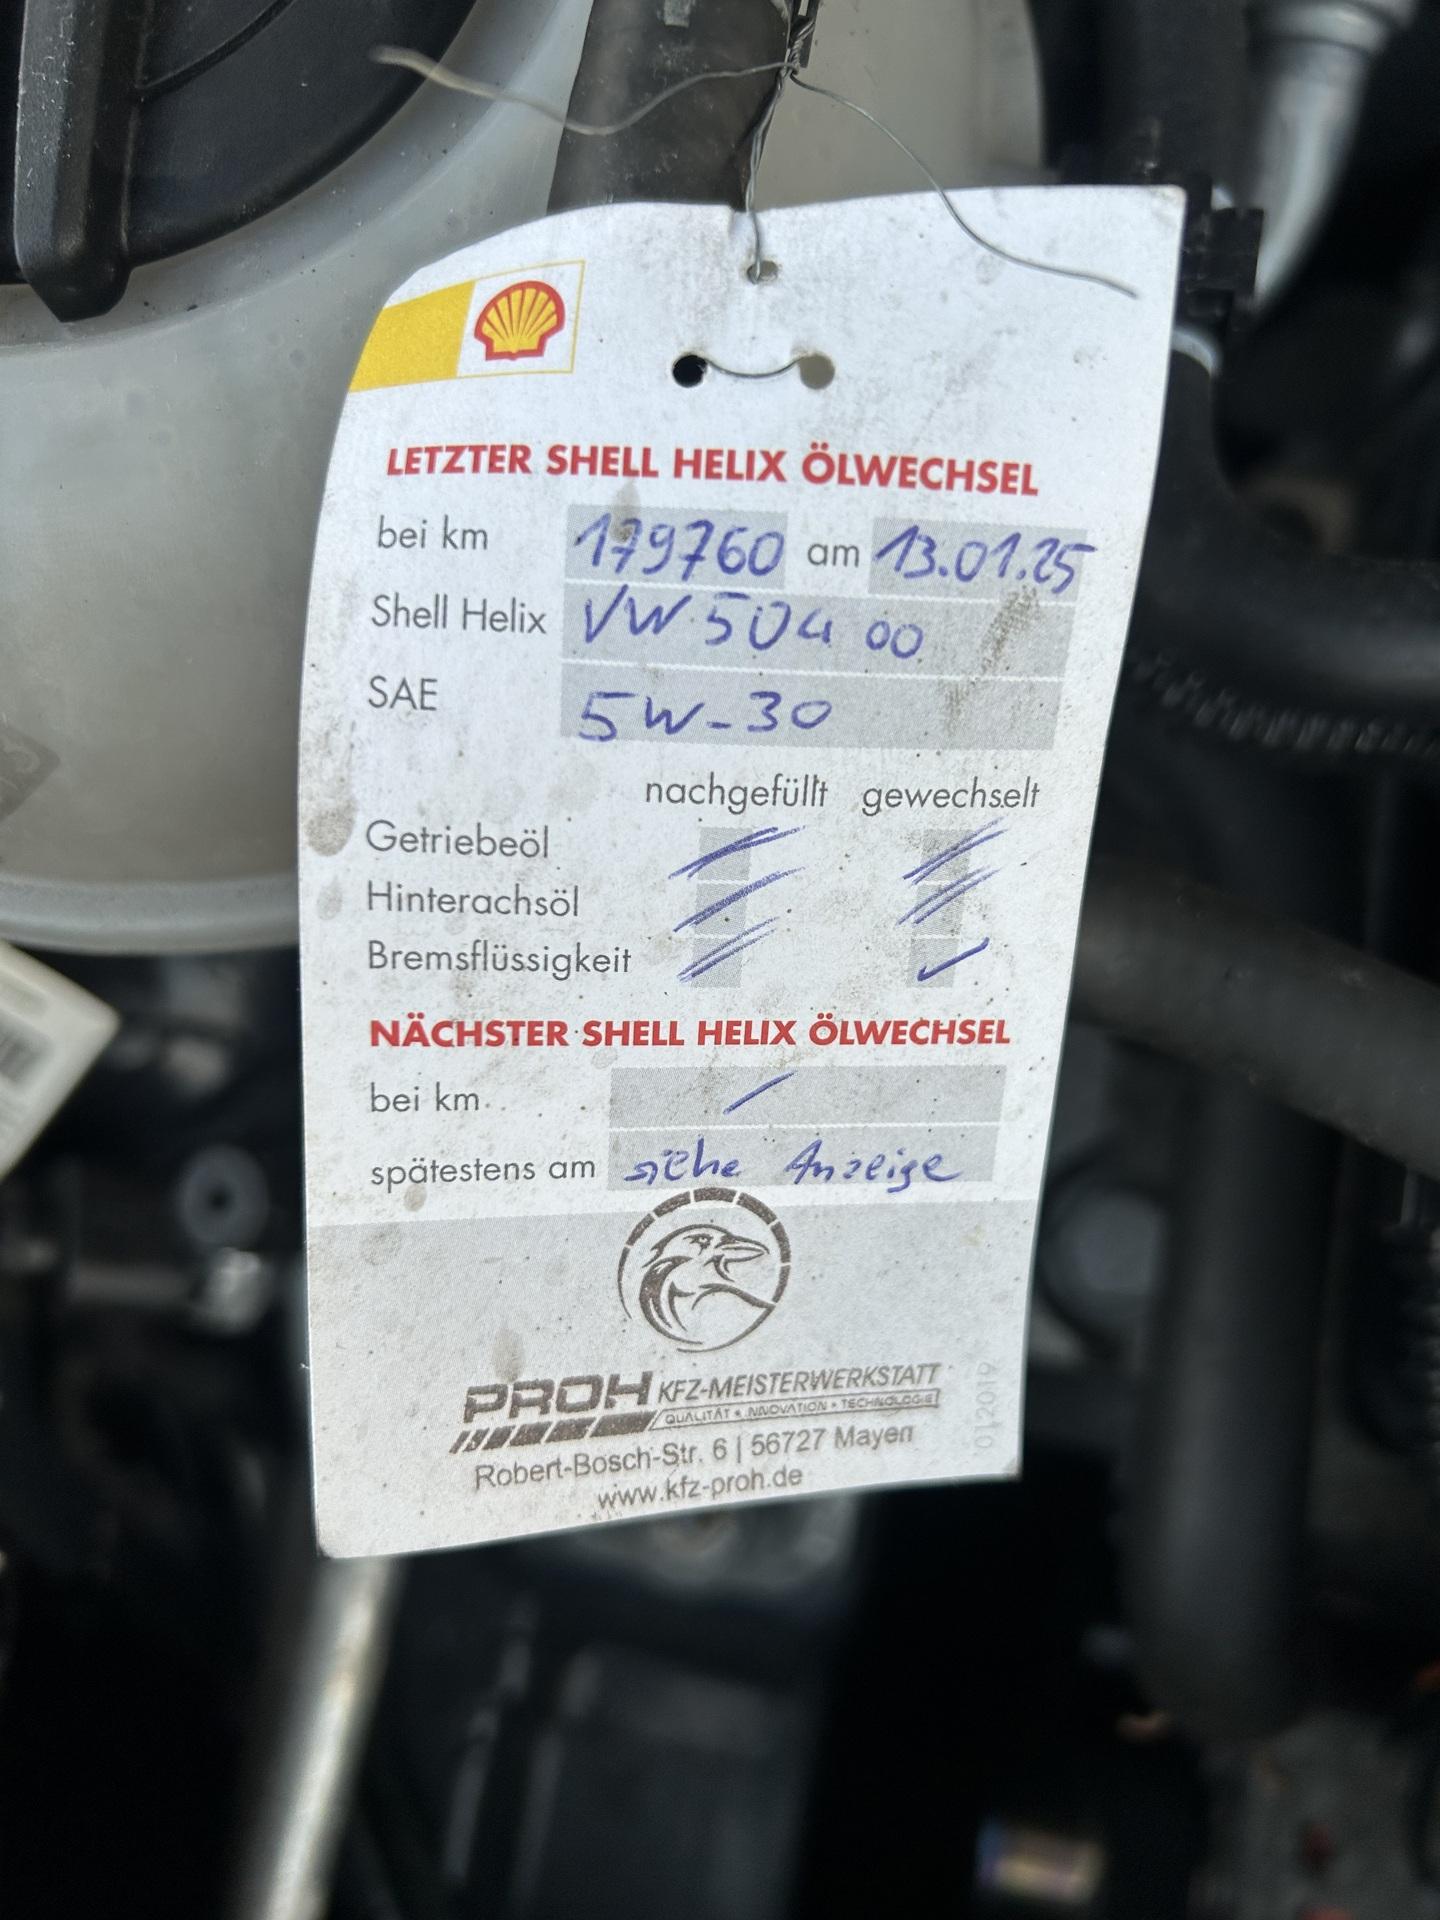 LETZTER SHELL HELIX ÖLWECHSEL
bei km 179760 am 13.01.25
Shell Helix VW 504 00
SAE 5W-30
nachgefüllt gewechselt
Getriebeöl
Hinterachsöl
Bremsflüssigkeit
NÄCHSTER SHELL HELIX ÖLWECHSEL
bei km
spätestens am siehe Anzeige
PROH KFZ-MEISTERWERKSTATT
QUALITÄT • INNOVATION • TECHNOLOGIE
Robert-Bosch-Str. 6 | 56727 Mayen
www.kfz-proh.de
012019